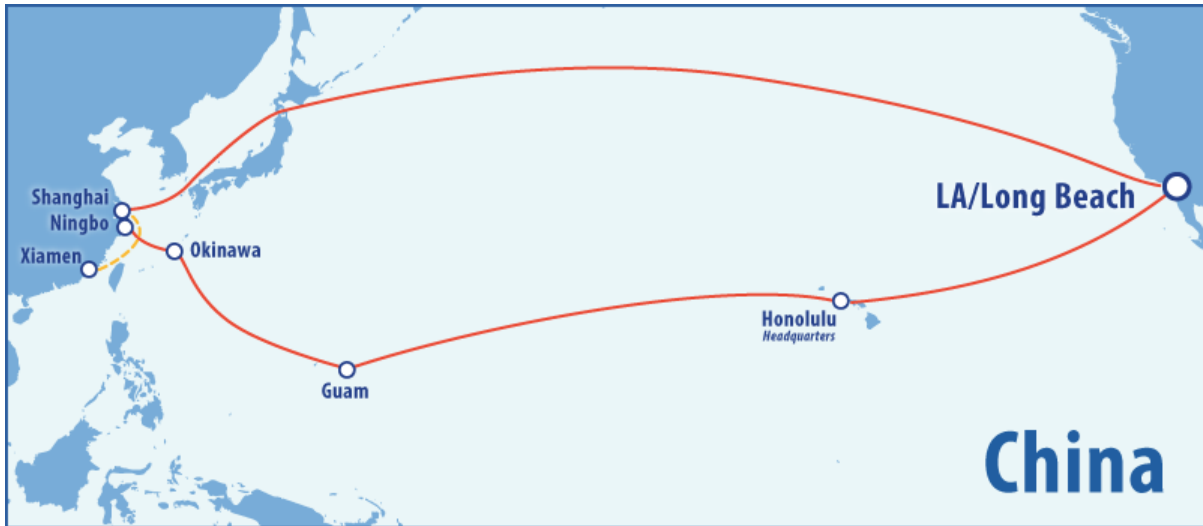 Shanghai
Ningbo
Xiamen
Okinawa
Guam
Honolulu
Headquarters
LA/Long Beach
China